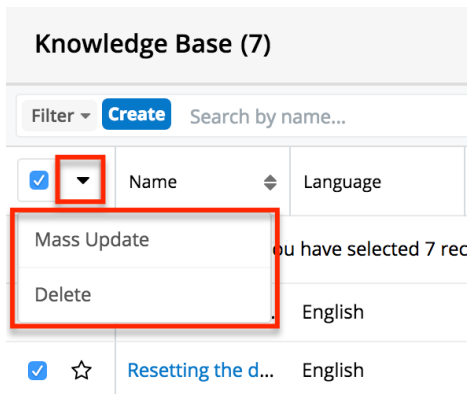 Knowledge Base (7)
Filter Create Search by name...
Name Language
Mass Update
you have selected 7 rec
Delete
English
Resetting the d... English